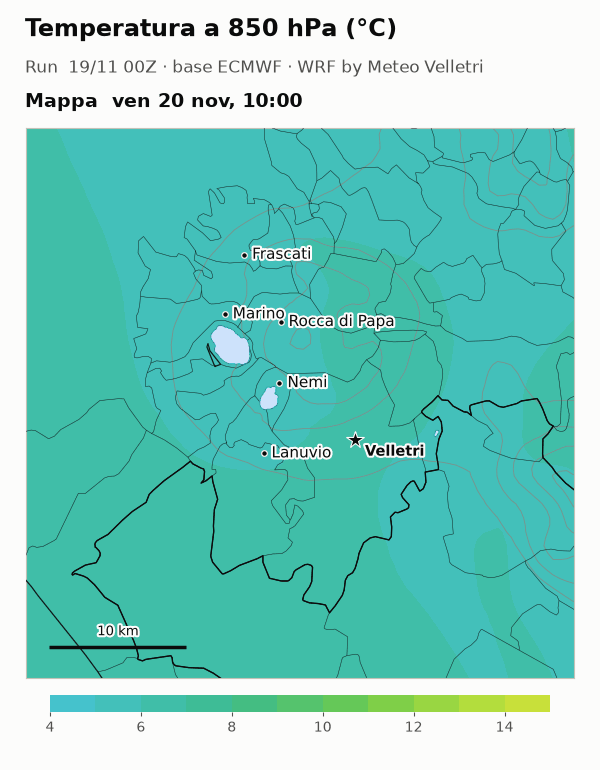 Temperatura a 850 hPa (°C)
Run  19/11 00Z · base ECMWF · WRF by Meteo Velletri
Mappa  ven 20 nov, 10:00
Frascati
Marino
Rocca di Papa
Nemi
Velletri
Lanuvio
10 km
4 6 8 10 12 14